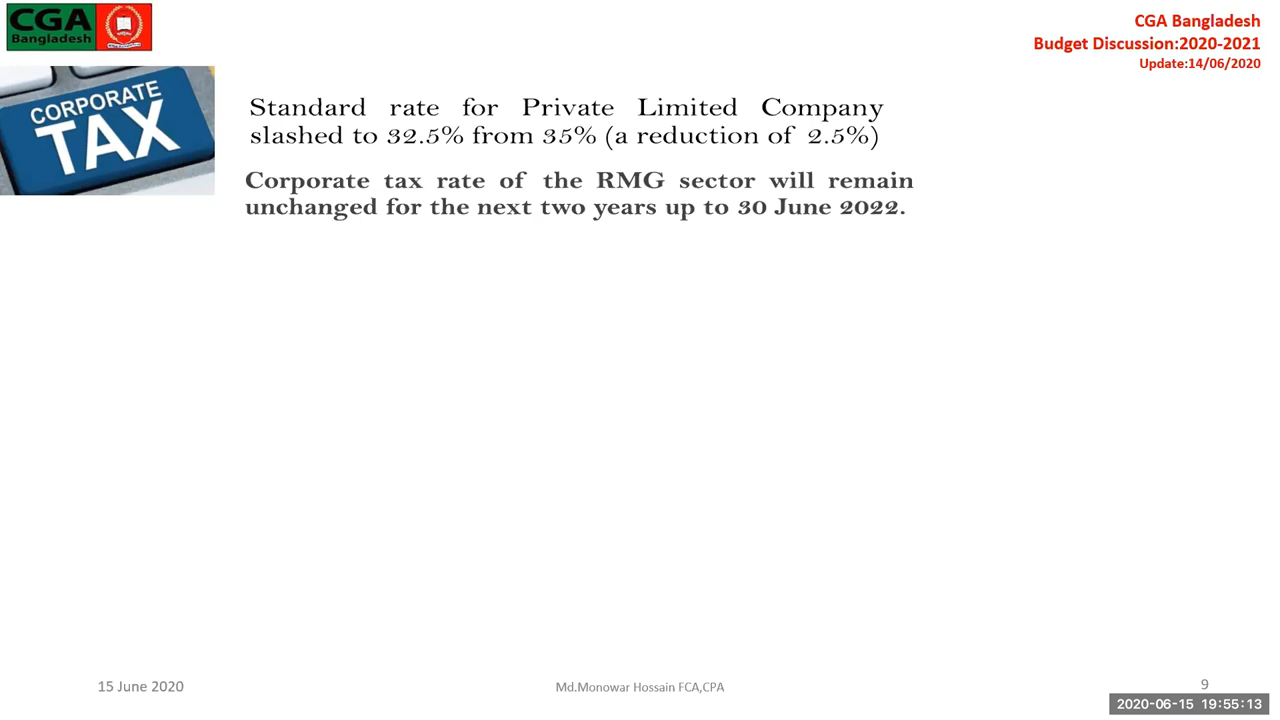 CGA
Bangladesh
CGA Bangladesh
Budget Discussion:2020-2021
Update:14/06/2020
CORPORATE
TAX
Standard rate for Private Limited Company
slashed to 32.5% from 35% (a reduction of 2.5%)
Corporate tax rate of the RMG sector will remain
unchanged for the next two years up to 30 June 2022.
15 June 2020
Md.Monowar Hossain FCA,CPA
9
2020-06-15 19:55:13